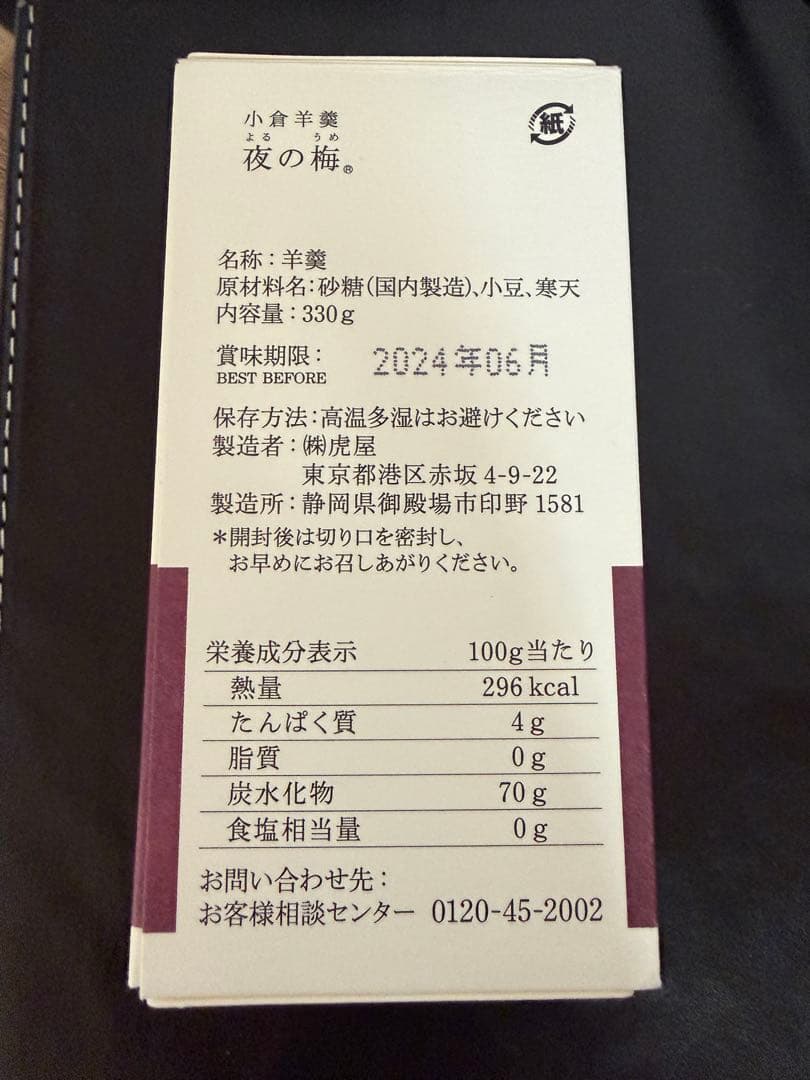 小倉羊羹
よる うめ
夜の梅®
紙
名称：羊羹
原材料名：砂糖（国内製造）、小豆、寒天
内容量：330g
賞味期限： 2024年06月
BEST BEFORE
保存方法：高温多湿はお避けください
製造者：㈱虎屋
東京都港区赤坂 4-9-22
製造所：静岡県御殿場市印野 1581
＊開封後は切り口を密封し、
お早めにお召しあがりください。
栄養成分表示 100g当たり
熱量 296 kcal
たんぱく質 4 g
脂質 0 g
炭水化物 70 g
食塩相当量 0 g
お問い合わせ先：
お客様相談センター 0120-45-2002